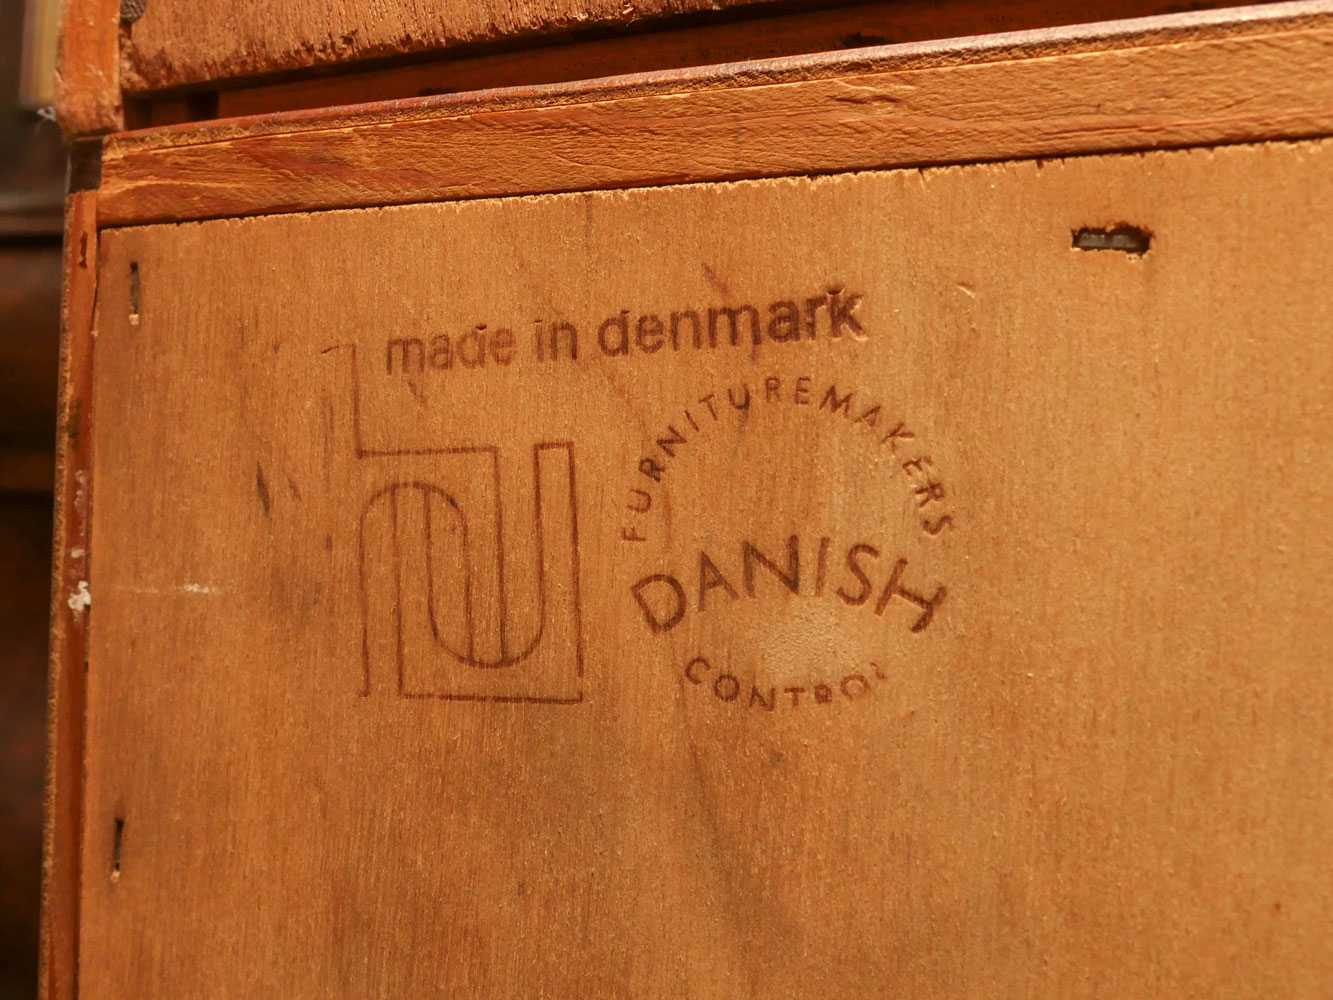 made in denmark
FURNITUREMAKERS
DANISH
CONTROL